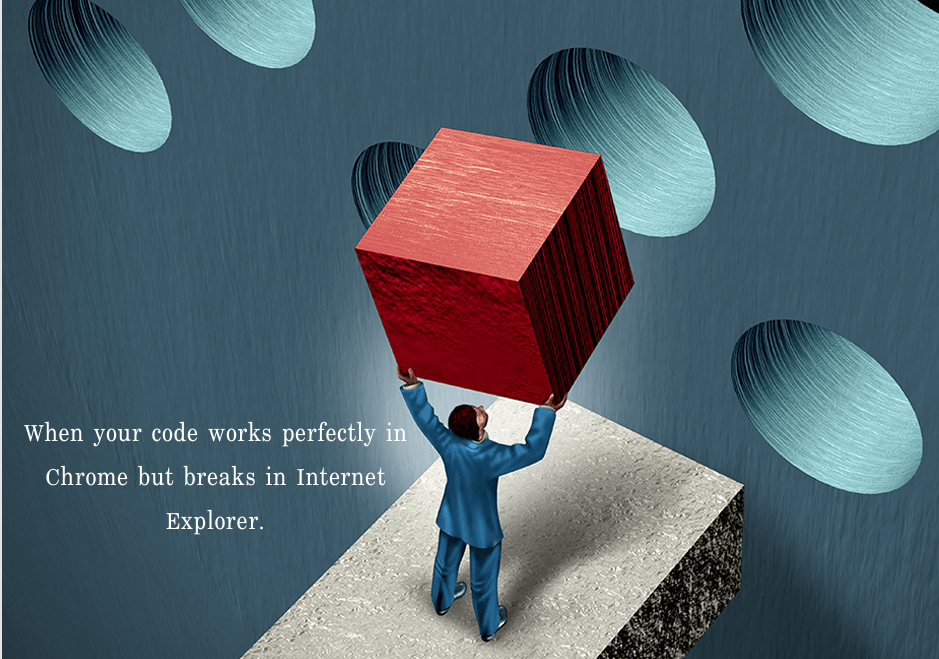 When your code works perfectly in
Chrome but breaks in Internet
Explorer.